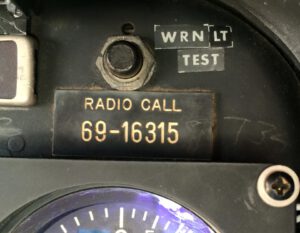 WRN LT
TEST
RADIO CALL
69-16315